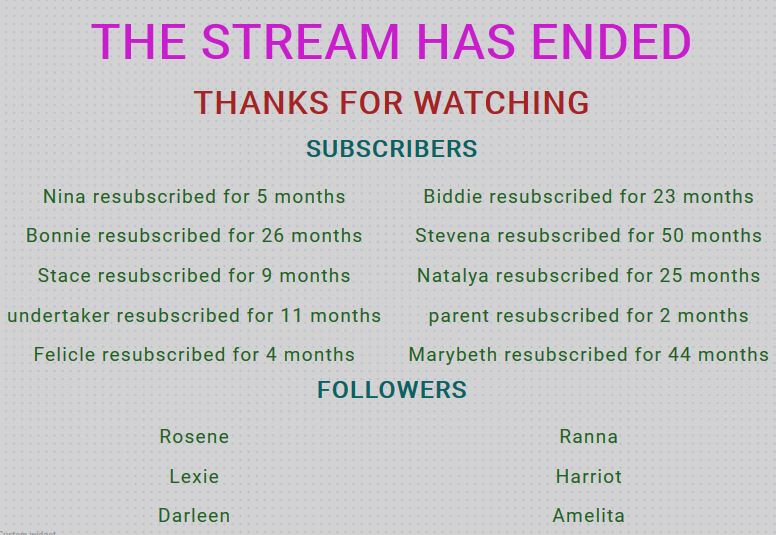 THE STREAM HAS ENDED
THANKS FOR WATCHING
SUBSCRIBERS
Nina resubscribed for 5 months
Biddie resubscribed for 23 months
Bonnie resubscribed for 26 months
Stevena resubscribed for 50 months
Stace resubscribed for 9 months
Natalya resubscribed for 25 months
undertaker resubscribed for 11 months
parent resubscribed for 2 months
Felicle resubscribed for 4 months
Marybeth resubscribed for 44 months
FOLLOWERS
Rosene
Ranna
Lexie
Harriot
Darleen
Amelita